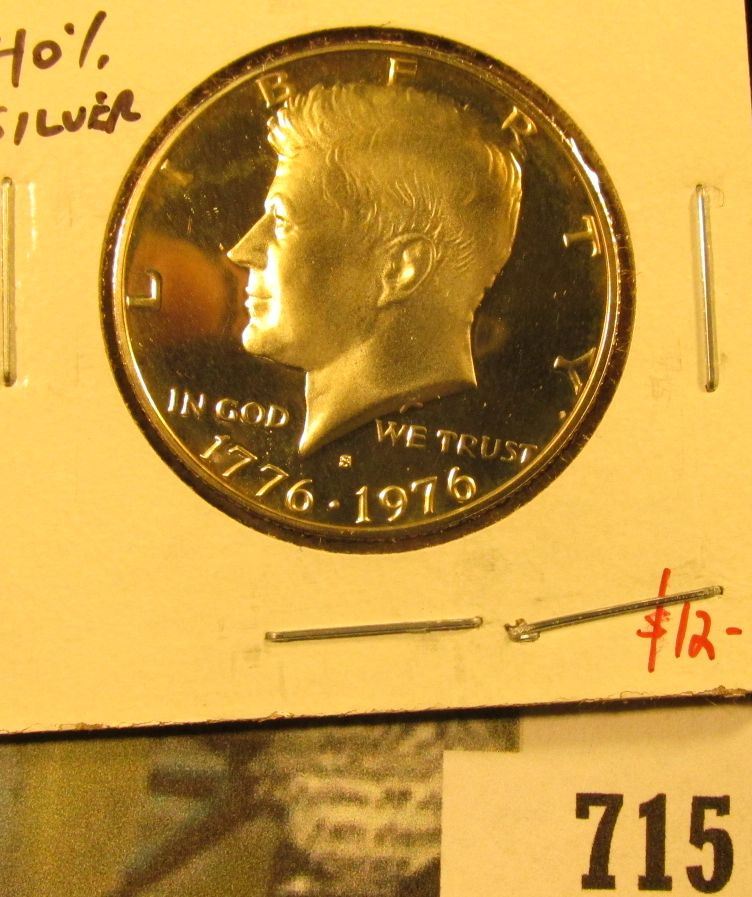 40%
SILVER
LIBERTY
IN GOD WE TRUST
S
1776 · 1976
$12-
715